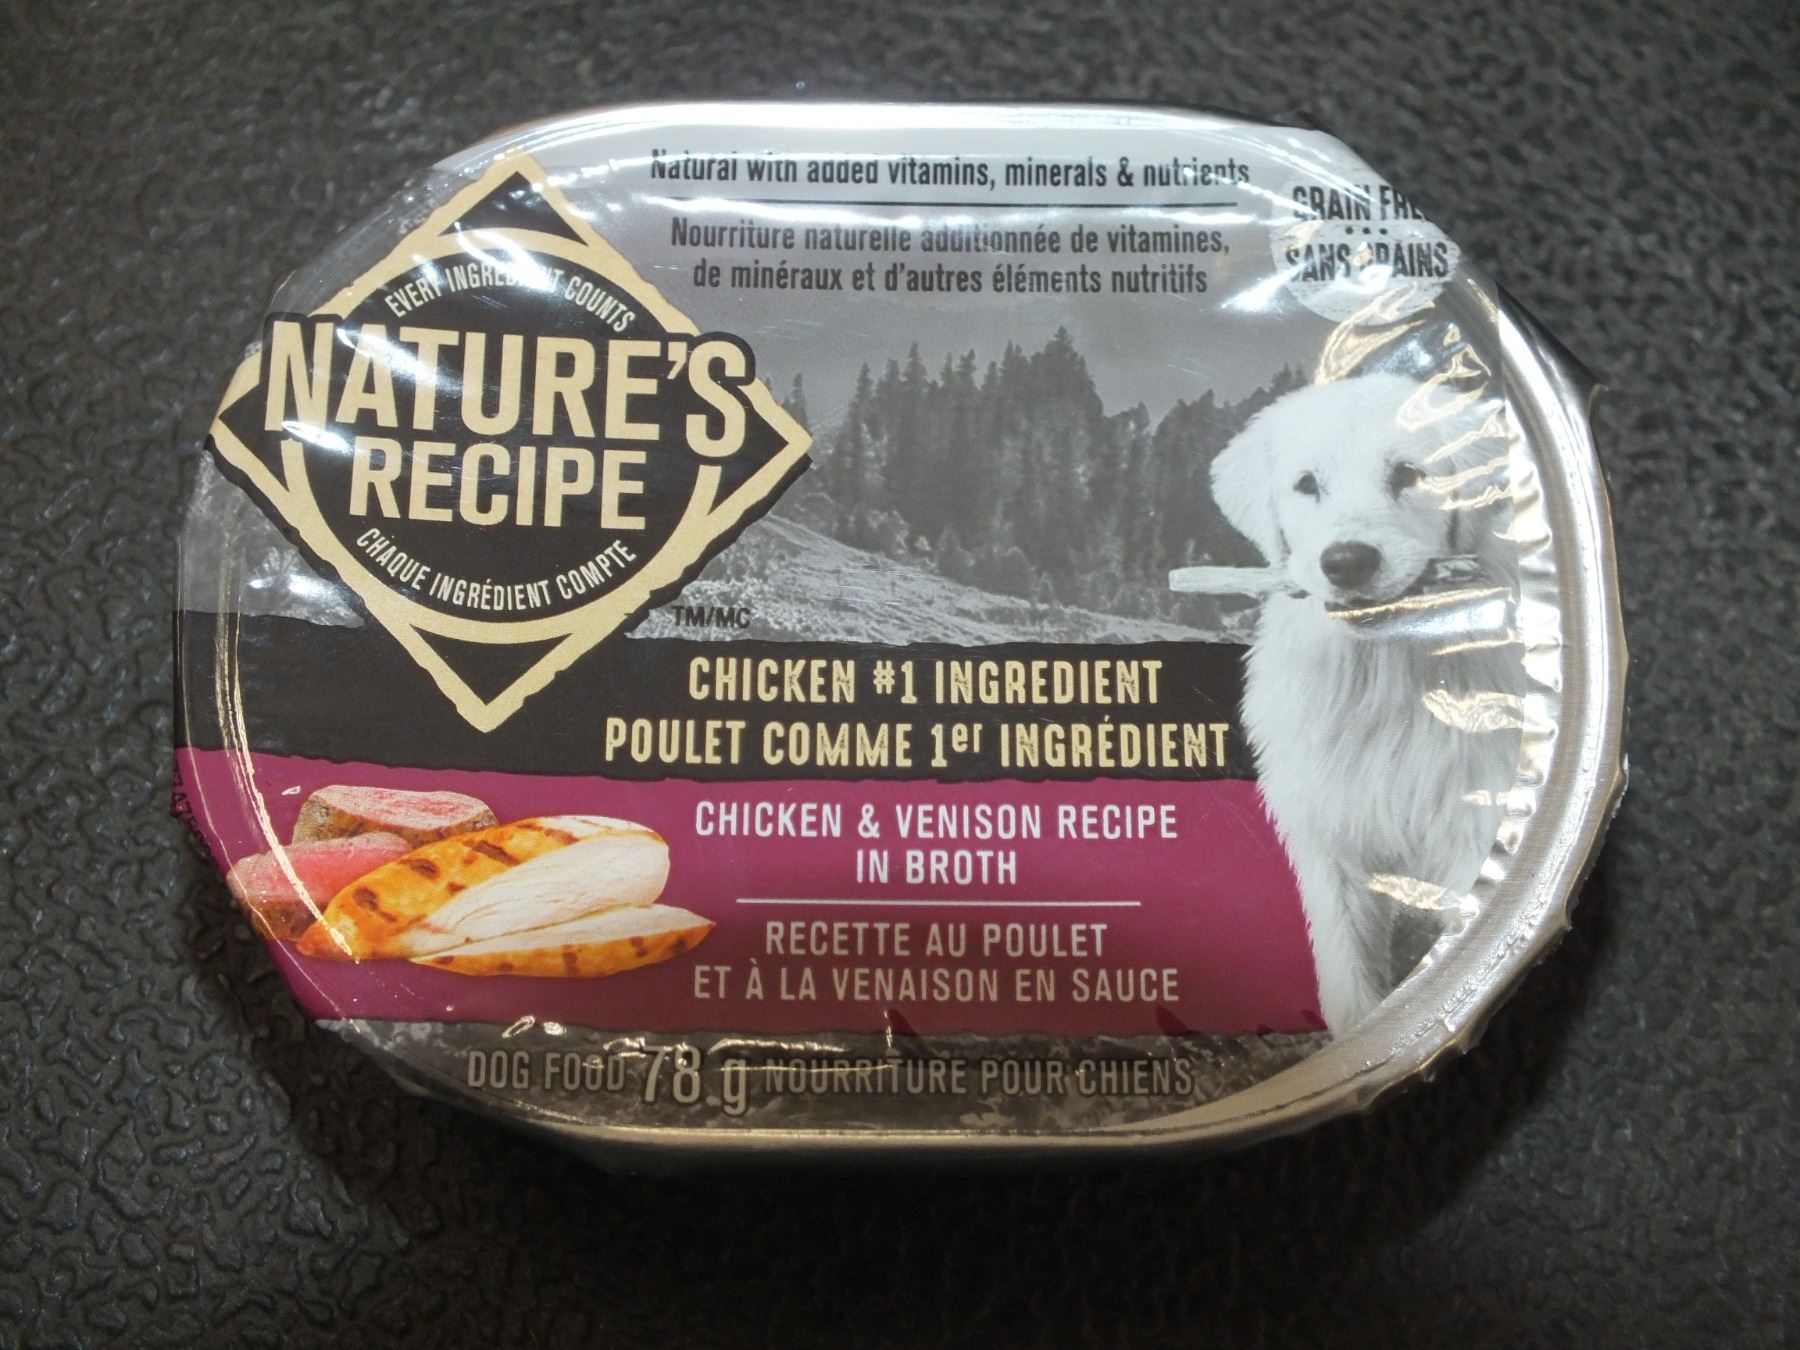 Natural with added vitamins, minerals & nutrients
Nourriture naturelle additionnée de vitamines,
de minéraux et d'autres éléments nutritifs
GRAIN FREE
SANS GRAINS
EVERY INGREDIENT COUNTS
NATURE'S
RECIPE
CHAQUE INGRÉDIENT COMPTE
TM/MC
CHICKEN #1 INGREDIENT
POULET COMME 1er INGRÉDIENT
CHICKEN & VENISON RECIPE
IN BROTH
RECETTE AU POULET
ET À LA VENAISON EN SAUCE
DOG FOOD 78 g NOURRITURE POUR CHIENS